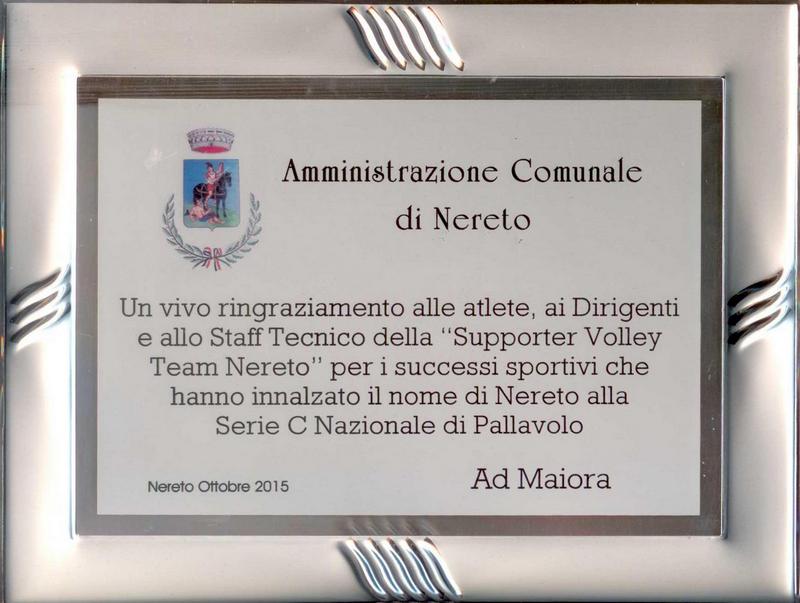 Amministrazione Comunale
di Nereto
Un vivo ringraziamento alle atlete, ai Dirigenti
e allo Staff Tecnico della “Supporter Volley
Team Nereto” per i successi sportivi che
hanno innalzato il nome di Nereto alla
Serie C Nazionale di Pallavolo
Nereto Ottobre 2015
Ad Maiora